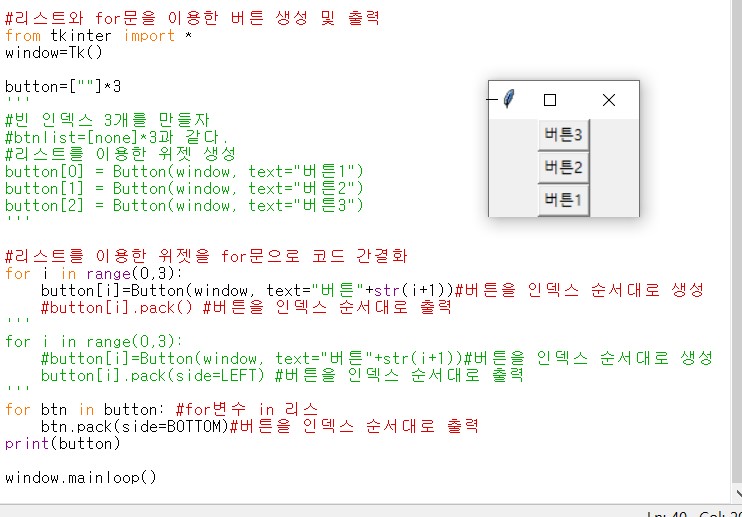 #리스트와 for문을 이용한 버튼 생성 및 출력
from tkinter import *
window=Tk()
button=[""]*3
'''
#빈 인덱스 3개를 만들자
#btnlist=[none]*3과 같다.
#리스트를 이용한 위젯 생성
button[0] = Button(window, text="버튼1")
button[1] = Button(window, text="버튼2")
button[2] = Button(window, text="버튼3")
'''
#리스트를 이용한 위젯을 for문으로 코드 간결화
for i in range(0,3):
    button[i]=Button(window, text="버튼"+str(i+1))#버튼을 인덱스 순서대로 생성
    #button[i].pack() #버튼을 인덱스 순서대로 출력
'''
for i in range(0,3):
    #button[i]=Button(window, text="버튼"+str(i+1))#버튼을 인덱스 순서대로 생성
    button[i].pack(side=LEFT) #버튼을 인덱스 순서대로 출력
'''
for btn in button: #for변수 in 리스
    btn.pack(side=BOTTOM)#버튼을 인덱스 순서대로 출력
print(button)
window.mainloop()
버튼3
버튼2
버튼1